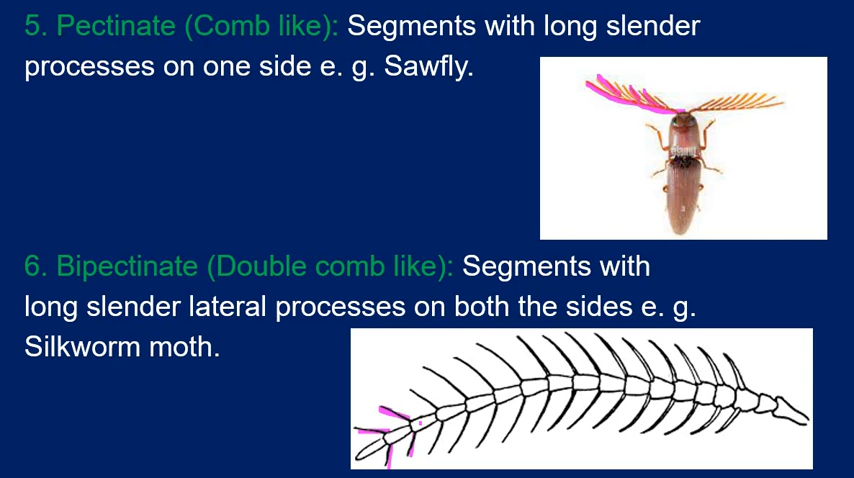 5. Pectinate (Comb like): Segments with long slender
processes on one side e. g. Sawfly.
6. Bipectinate (Double comb like): Segments with
long slender lateral processes on both the sides e. g.
Silkworm moth.